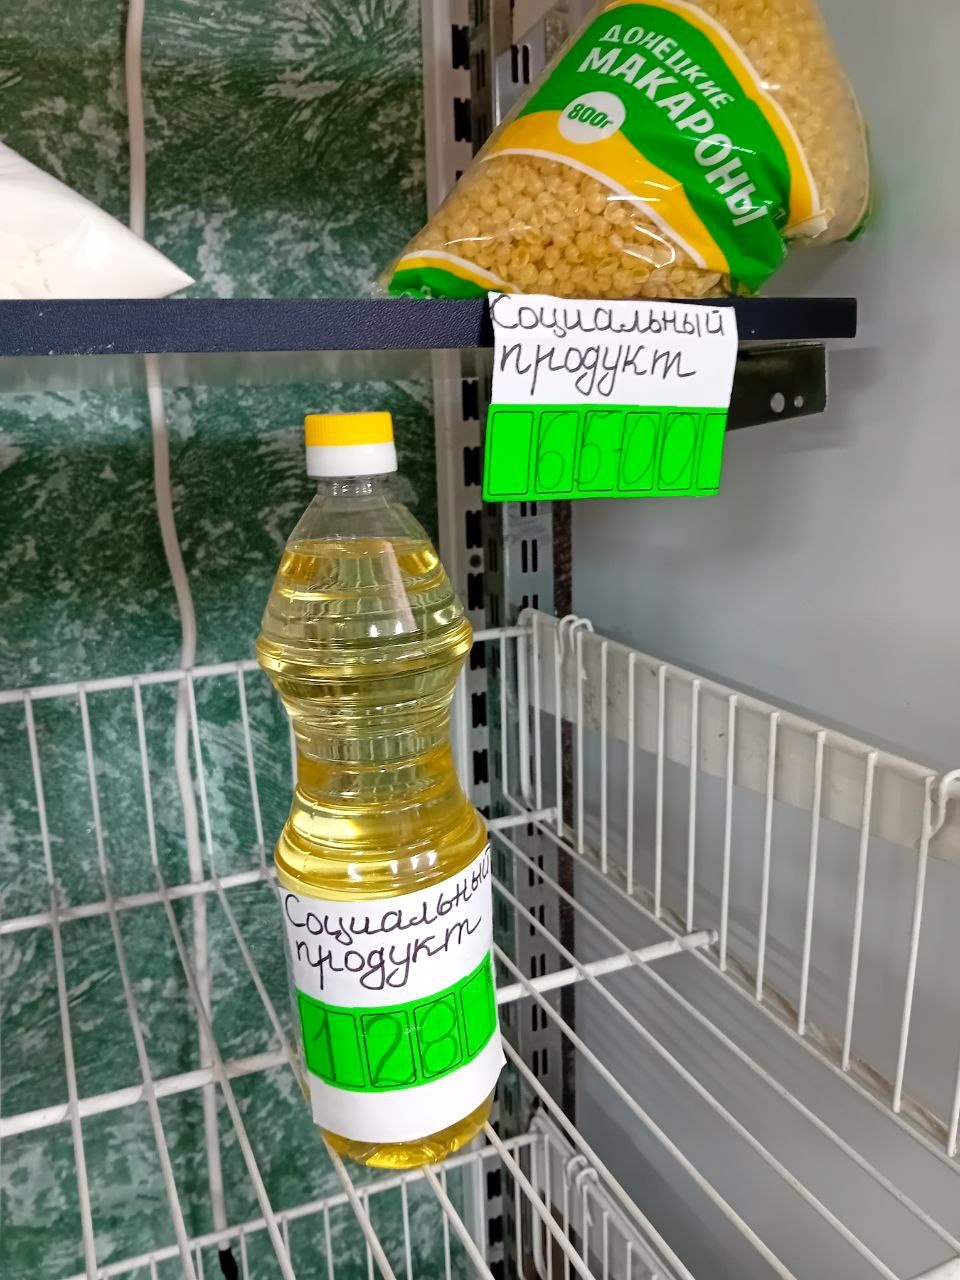 ДОНЕЦКИЕ
МАКАРОНЫ
800г
Социальный
продукт
65-00
Социальный
продукт
128